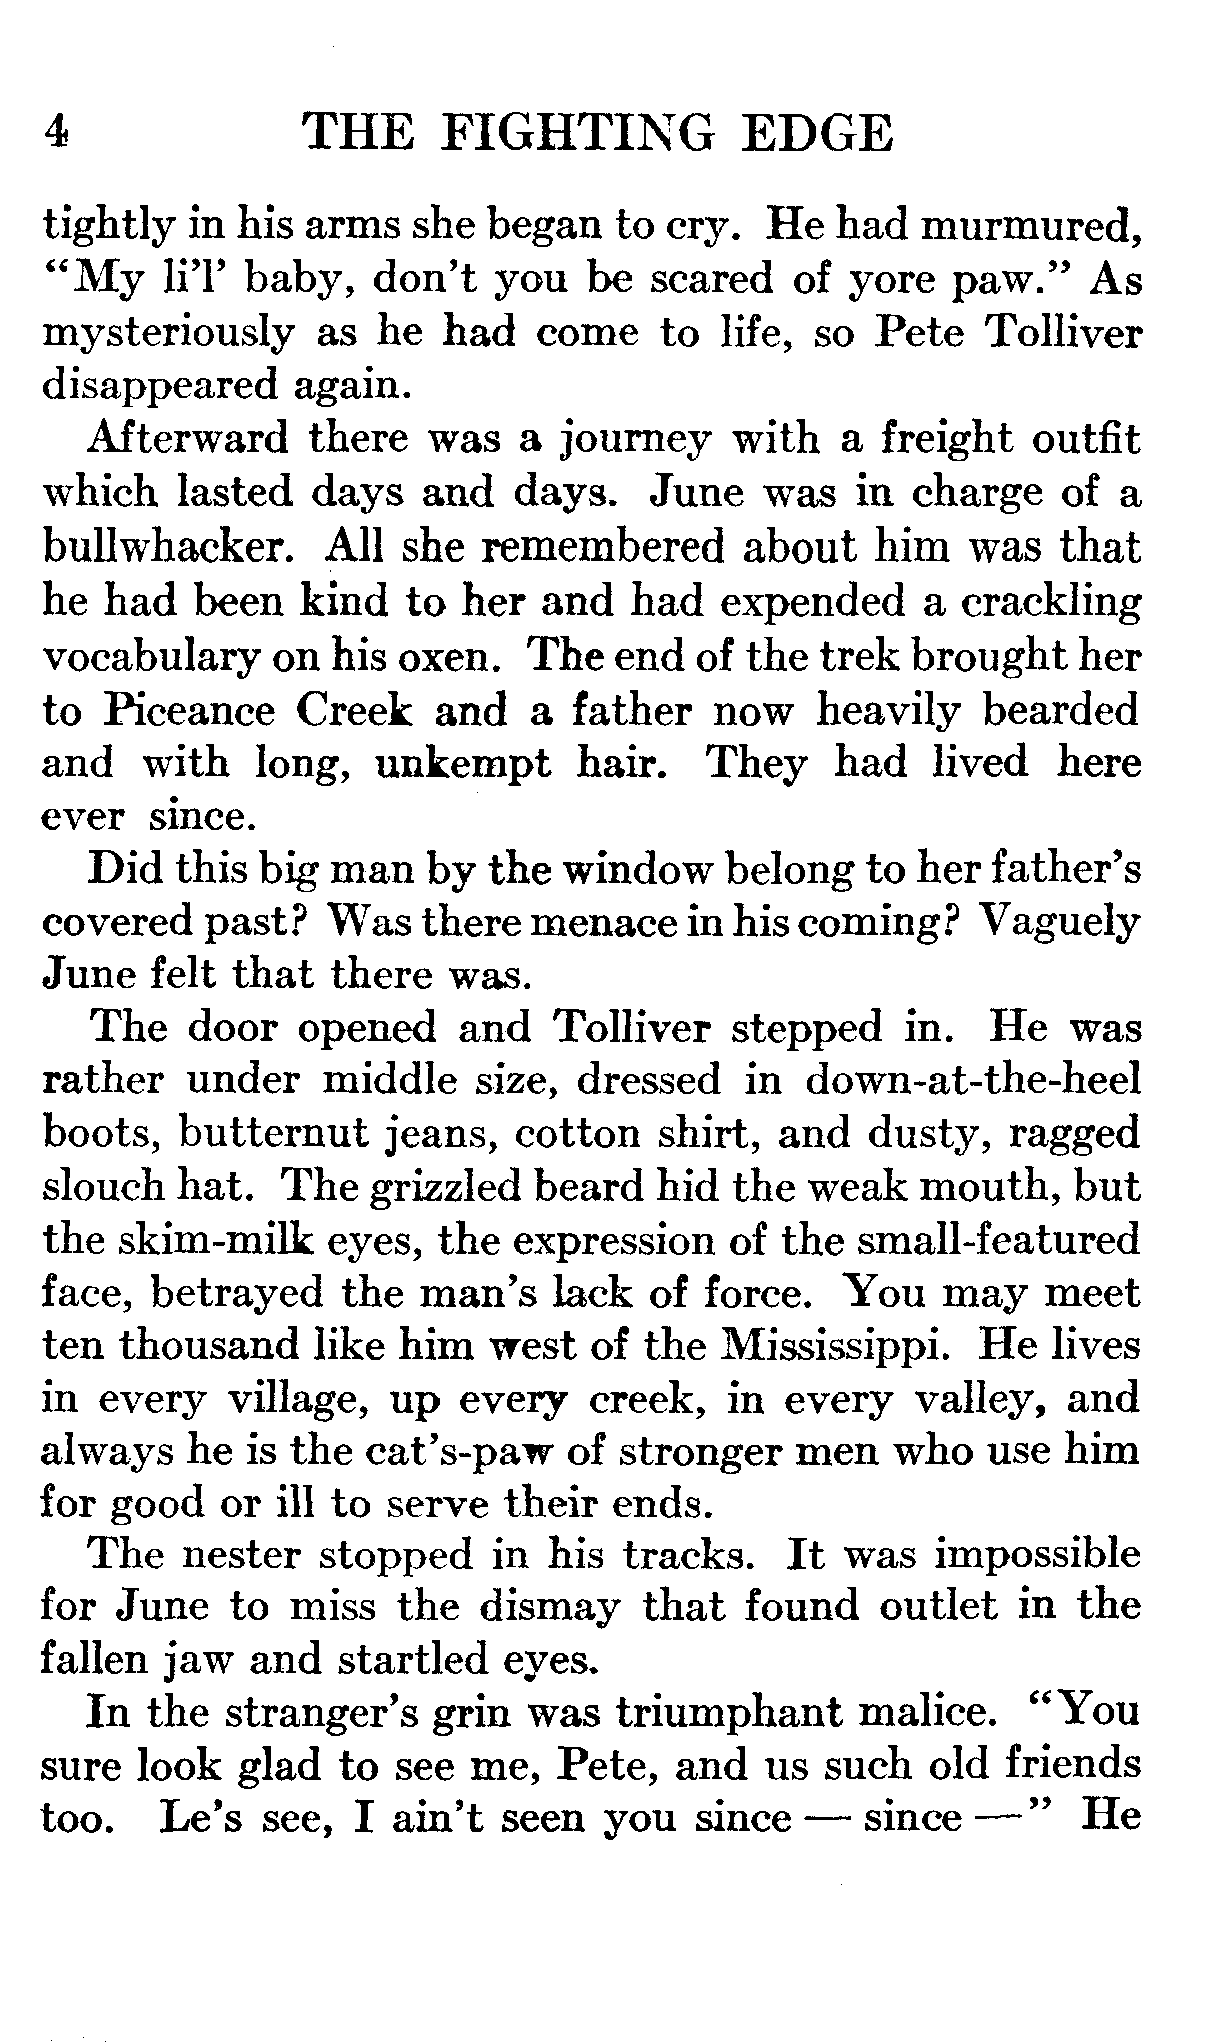 4 THE FIGHTING EDGE
tightly in his arms she began to cry. He had murmured,
“My li’l’ baby, don’t you be scared of yore paw.” As
mysteriously as he had come to life, so Pete Tolliver
disappeared again.
Afterward there was a journey with a freight outfit
which lasted days and days. June was in charge of a
bullwhacker. All she remembered about him was that
he had been kind to her and had expended a crackling
vocabulary on his oxen. The end of the trek brought her
to Piceance Creek and a father now heavily bearded
and with long, unkempt hair. They had lived here
ever since.
Did this big man by the window belong to her father’s
covered past? Was there menace in his coming? Vaguely
June felt that there was.
The door opened and Tolliver stepped in. He was
rather under middle size, dressed in down-at-the-heel
boots, butternut jeans, cotton shirt, and dusty, ragged
slouch hat. The grizzled beard hid the weak mouth, but
the skim-milk eyes, the expression of the small-featured
face, betrayed the man’s lack of force. You may meet
ten thousand like him west of the Mississippi. He lives
in every village, up every creek, in every valley, and
always he is the cat’s-paw of stronger men who use him
for good or ill to serve their ends.
The nester stopped in his tracks. It was impossible
for June to miss the dismay that found outlet in the
fallen jaw and startled eyes.
In the stranger’s grin was triumphant malice. “You
sure look glad to see me, Pete, and us such old friends
too. Le’s see, I ain’t seen you since — since —” He